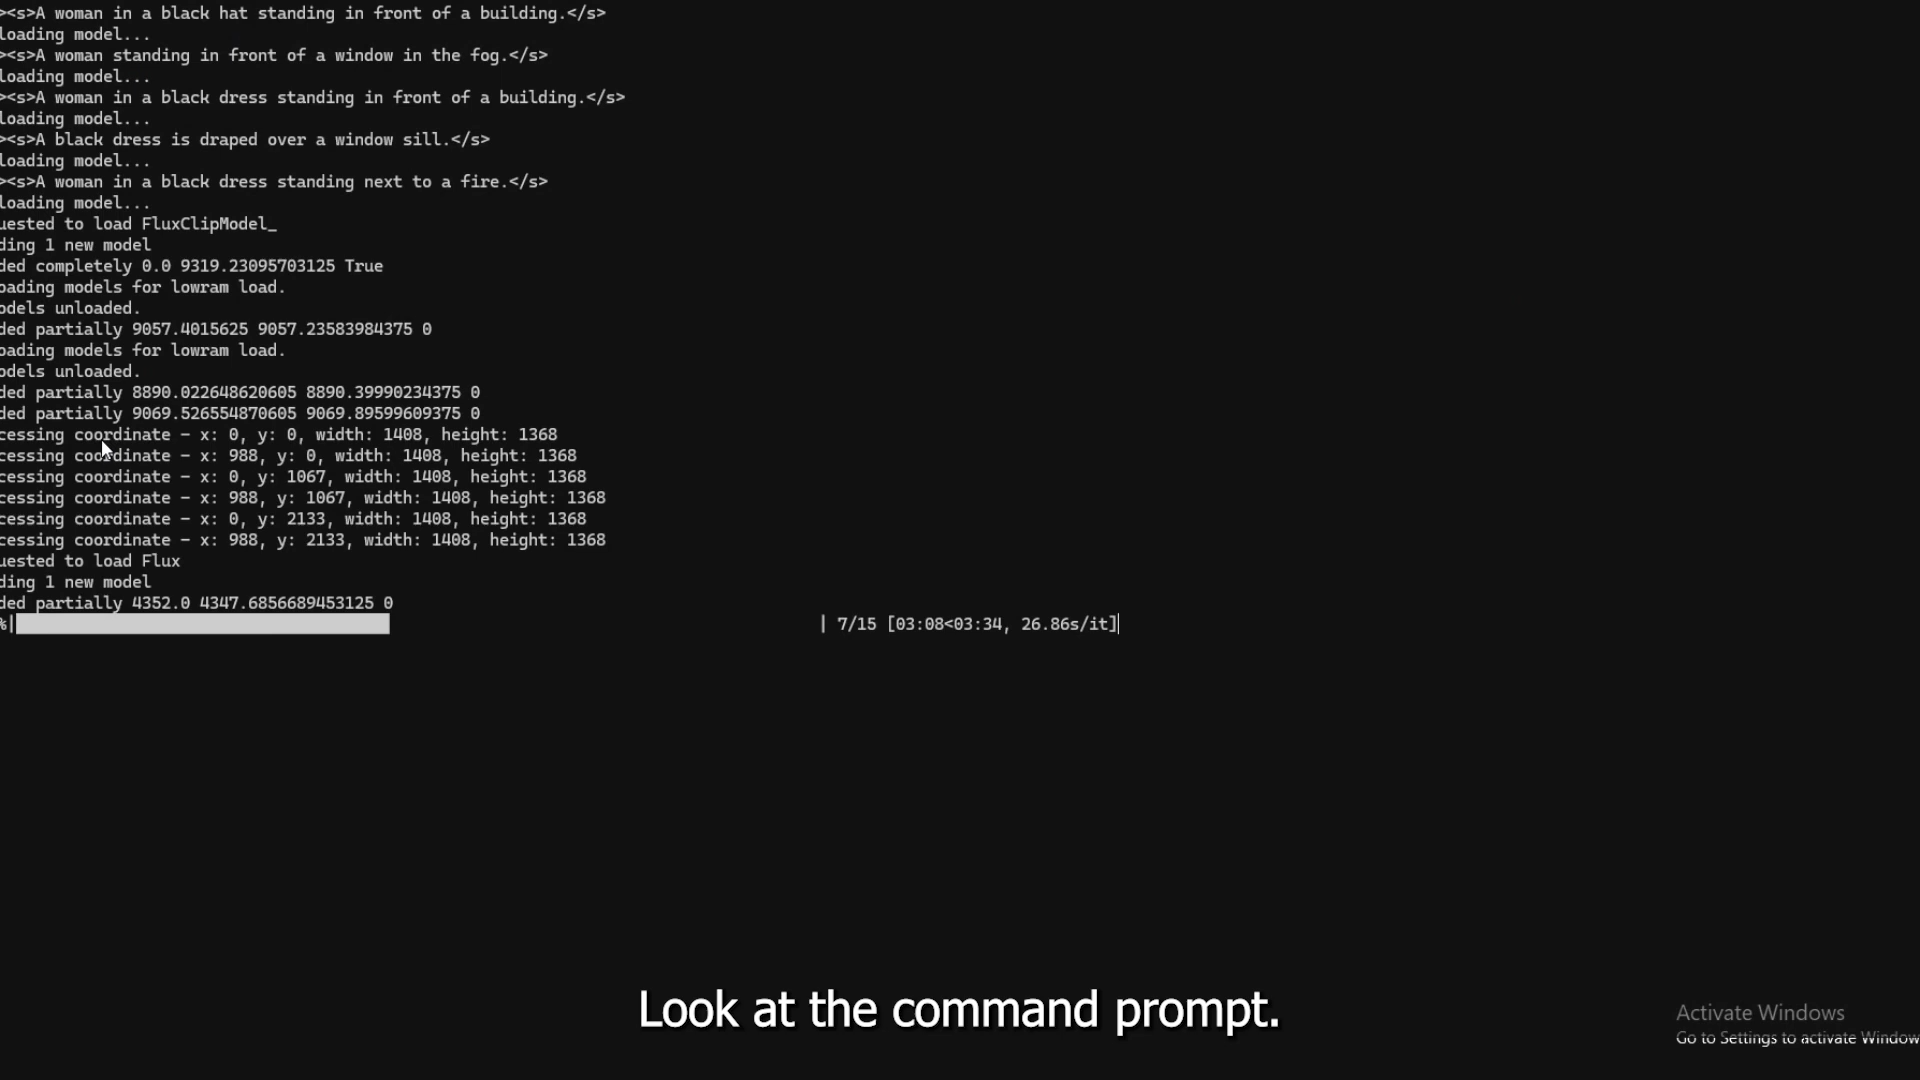 ><s>A woman in a black hat standing in front of a building.</s>
loading model...
><s>A woman standing in front of a window in the fog.</s>
loading model...
><s>A woman in a black dress standing in front of a building.</s>
loading model...
><s>A black dress is draped over a window sill.</s>
loading model...
><s>A woman in a black dress standing next to a fire.</s>
loading model...
uested to load FluxClipModel_
ding 1 new model
ded completely 0.0 9319.23095703125 True
oading models for lowram load.
odels unloaded.
ded partially 9057.4015625 9057.23583984375 0
oading models for lowram load.
odels unloaded.
ded partially 8890.022648620605 8890.39990234375 0
ded partially 9069.526554870605 9069.89599609375 0
cessing coordinate - x: 0, y: 0, width: 1408, height: 1368
cessing coordinate - x: 988, y: 0, width: 1408, height: 1368
cessing coordinate - x: 0, y: 1067, width: 1408, height: 1368
cessing coordinate - x: 988, y: 1067, width: 1408, height: 1368
cessing coordinate - x: 0, y: 2133, width: 1408, height: 1368
cessing coordinate - x: 988, y: 2133, width: 1408, height: 1368
uested to load Flux
ding 1 new model
ded partially 4352.0 4347.6856689453125 0
%| | 7/15 [03:08<03:34, 26.86s/it]
Look at the command prompt.
Activate Windows
Go to Settings to activate Window